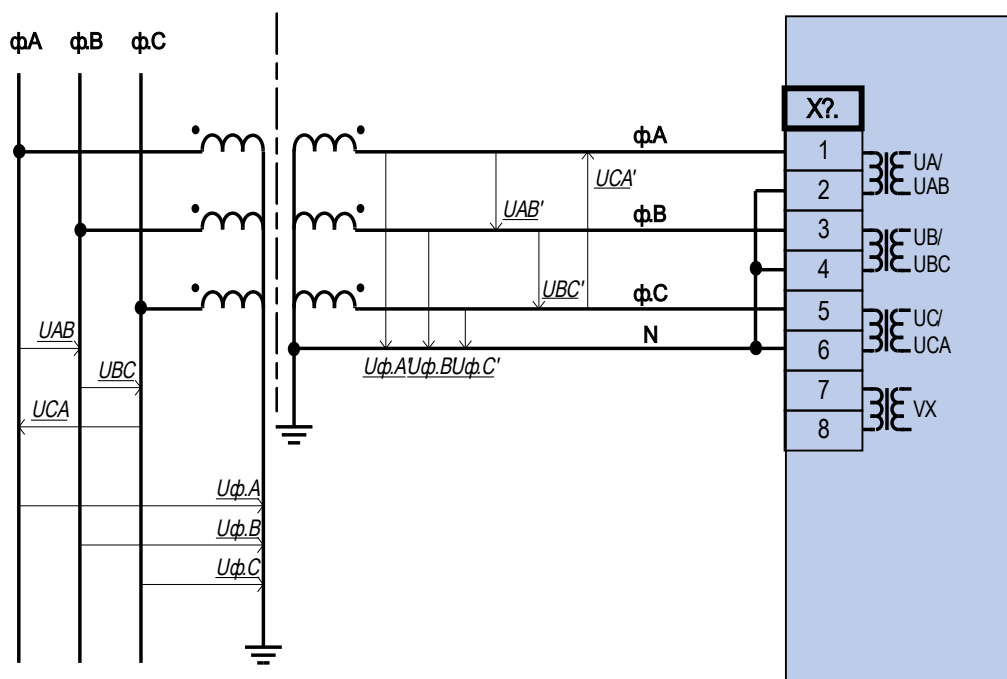 ф.А ф.В ф.С
Х?.
ф.А
1
UA/
UCA'
2
UAB
UAB'
ф.В
3
UB/
4
UBC
UBC'
ф.С
5
UC/
UAB
N
6
UCA
UBC
Uф.А' Uф.В' Uф.С'
7
UCA
VX
8
Uф.А
Uф.В
Uф.С